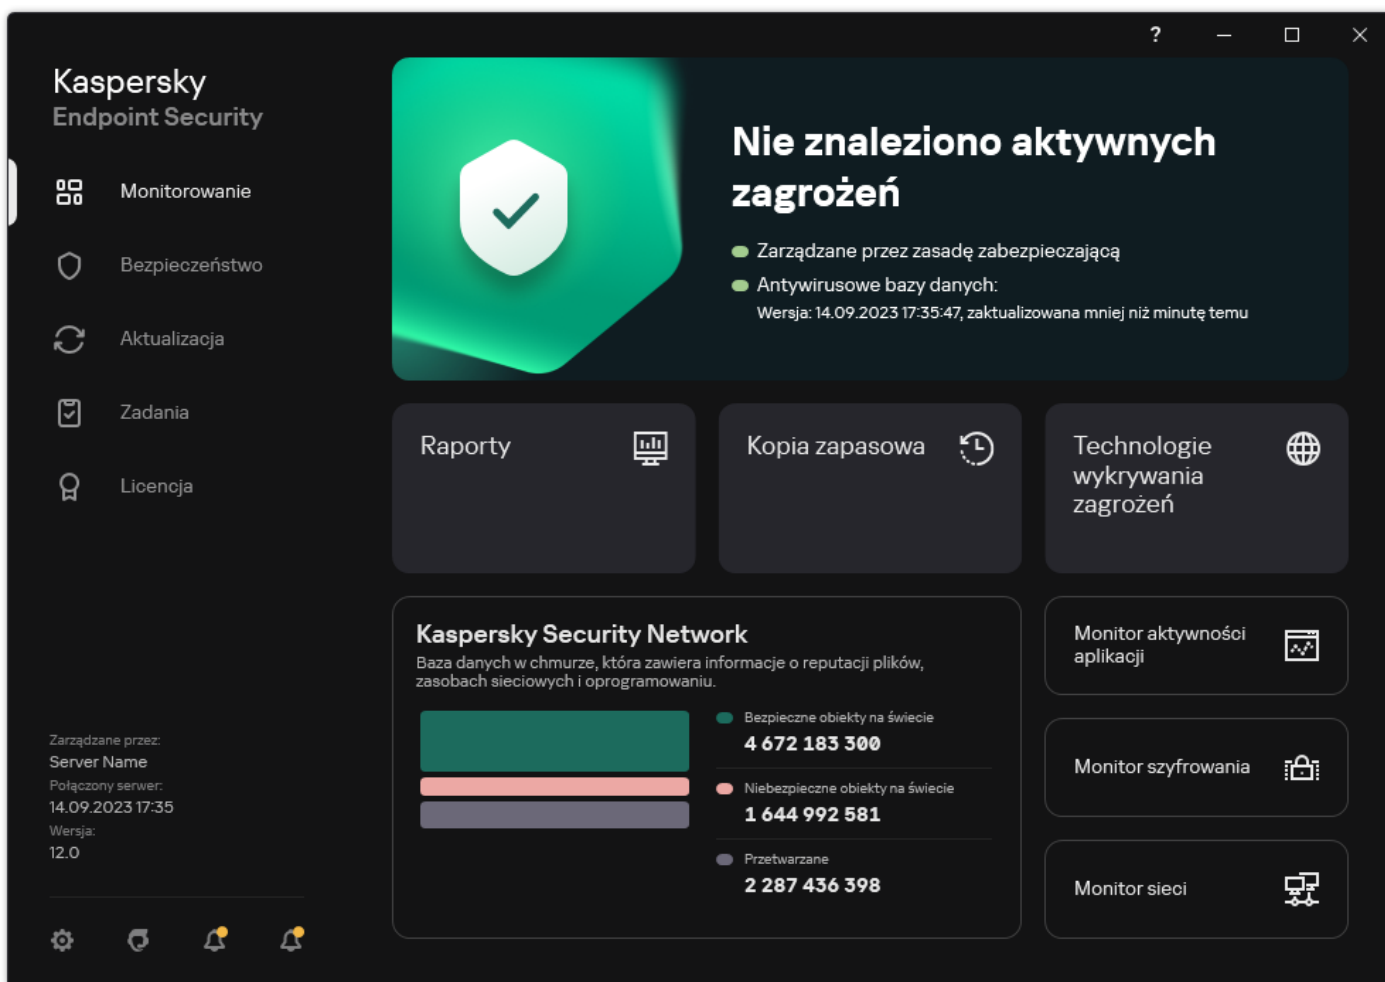 ?
Kaspersky
Endpoint Security
Monitorowanie
Bezpieczeństwo
Aktualizacja
Zadania
Licencja
Zarządzane przez:
Server Name
Połączony serwer:
14.09.2023 17:35
Wersja:
12.0
Nie znaleziono aktywnych
zagrożeń
Zarządzane przez zasadę zabezpieczającą
Antywirusowe bazy danych:
Wersja: 14.09.2023 17:35:47, zaktualizowana mniej niż minutę temu
Raporty
Kopia zapasowa
Technologie
wykrywania
zagrożeń
Kaspersky Security Network
Baza danych w chmurze, która zawiera informacje o reputacji plików,
zasobach sieciowych i oprogramowaniu.
Bezpieczne obiekty na świecie
4 672 183 300
Niebezpieczne obiekty na świecie
1 644 992 581
Przetwarzane
2 287 436 398
Monitor aktywności
aplikacji
Monitor szyfrowania
Monitor sieci